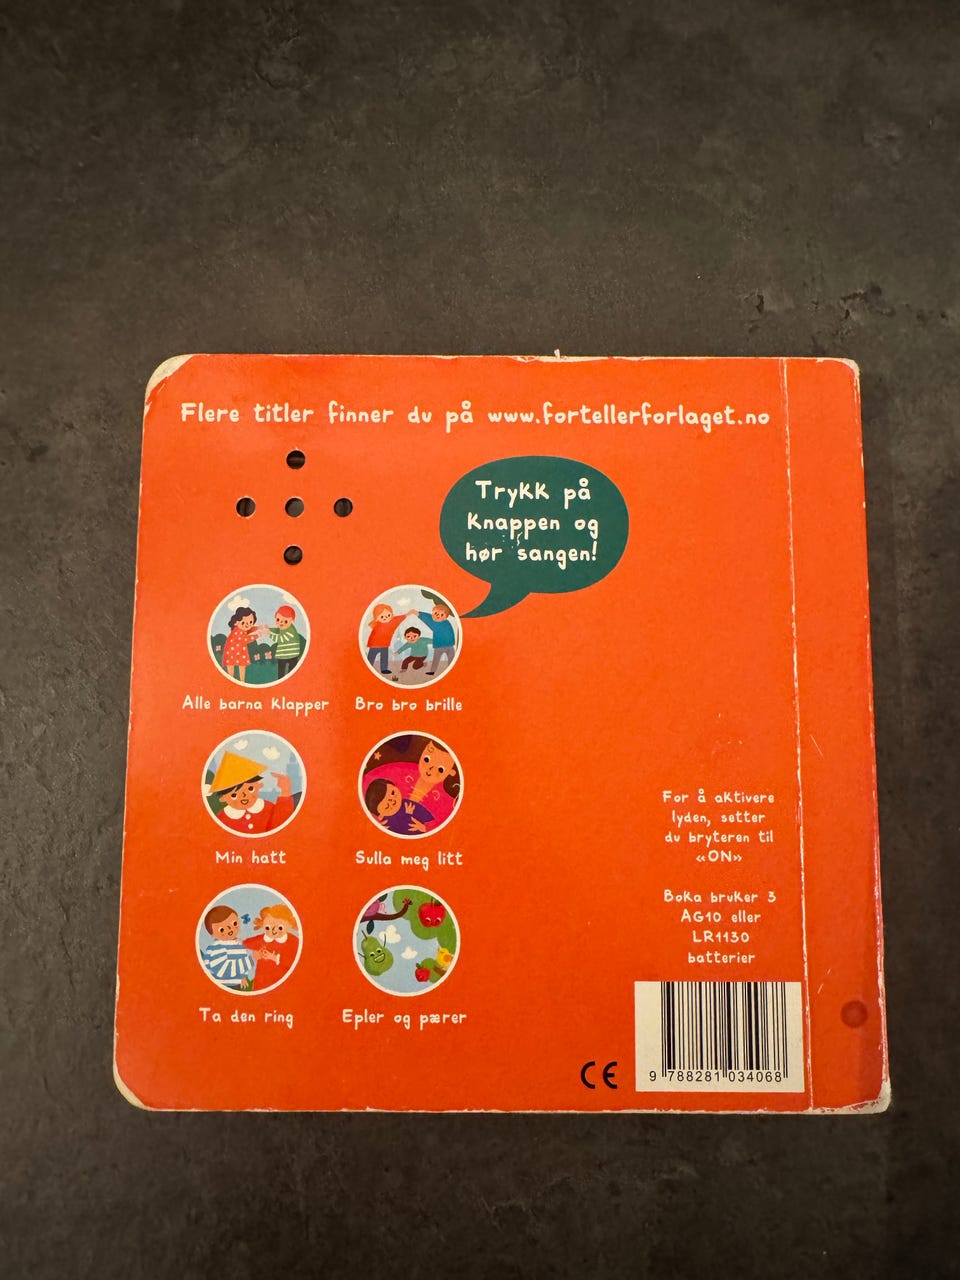 Flere titler finner du på www.fortellerforlaget.no
Trykk på
knappen og
hør sangen!
Alle barna klapper
Bro bro brille
Min hatt
Sulla meg litt
Ta den ring
Epler og pærer
For å aktivere
lyden, setter
du bryteren til
«ON»
Boka bruker 3
AG10 eller
LR1130
batterier
CE
9 788281 034068